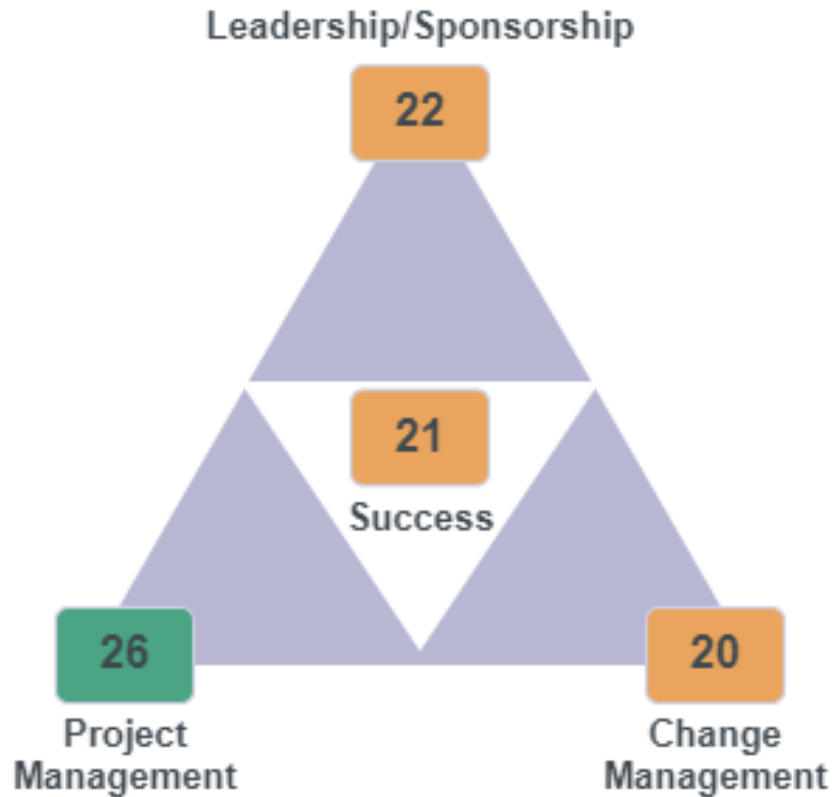 Leadership/Sponsorship
22
21
Success
26
20
Project
Management
Change
Management